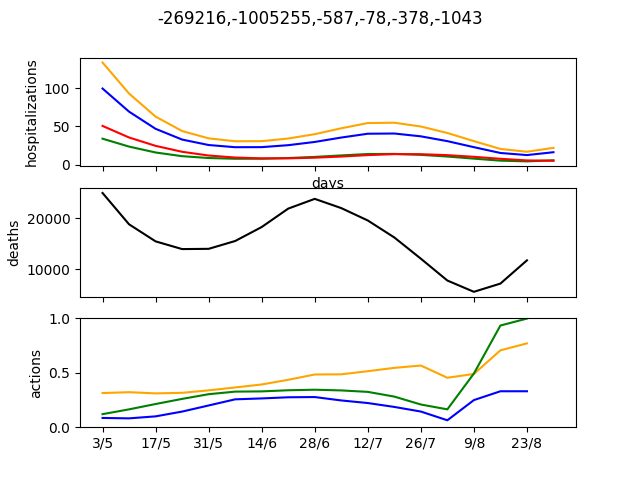 -269216,-1005255,-587,-78,-378,-1043
hospitalizations
100
50
0
days
deaths
20000
10000
actions
1.0
0.5
0.0
3/5 17/5 31/5 14/6 28/6 12/7 26/7 9/8 23/8